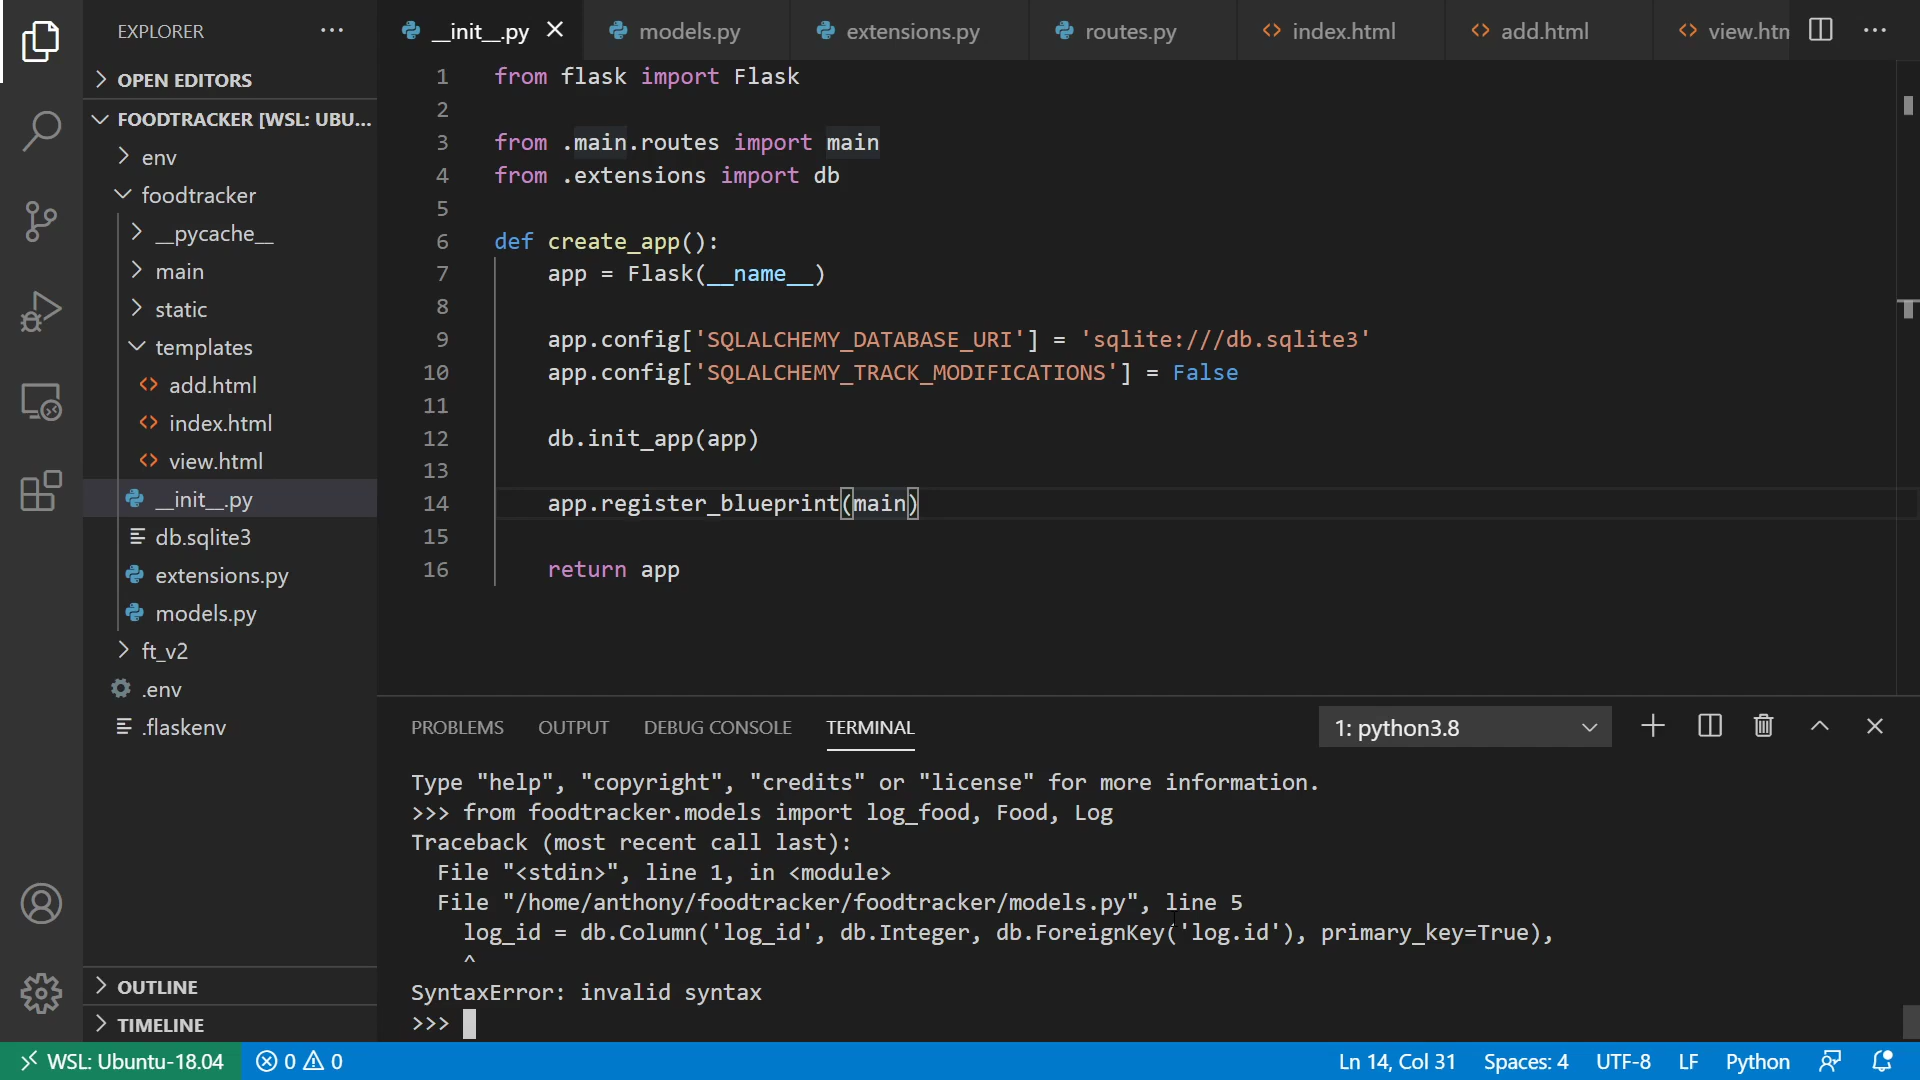 EXPLORER
OPEN EDITORS
FOODTRACKER [WSL: UBU...
env
foodtracker
__pycache__
main
static
templates
add.html
index.html
view.html
__init__.py
db.sqlite3
extensions.py
models.py
ft_v2
.env
.flaskenv
OUTLINE
TIMELINE
__init__.py models.py extensions.py routes.py index.html add.html view.htm
1 from flask import Flask
2
3 from .main.routes import main
4 from .extensions import db
5
6 def create_app():
7 app = Flask(__name__)
8
9 app.config['SQLALCHEMY_DATABASE_URI'] = 'sqlite:///db.sqlite3'
10 app.config['SQLALCHEMY_TRACK_MODIFICATIONS'] = False
11
12 db.init_app(app)
13
14 app.register_blueprint(main)
15
16 return app
PROBLEMS OUTPUT DEBUG CONSOLE TERMINAL 1: python3.8
Type "help", "copyright", "credits" or "license" for more information.
>>> from foodtracker.models import log_food, Food, Log
Traceback (most recent call last):
File "<stdin>", line 1, in <module>
File "/home/anthony/foodtracker/foodtracker/models.py", line 5
log_id = db.Column('log_id', db.Integer, db.ForeignKey('log.id'), primary_key=True),
^
SyntaxError: invalid syntax
>>>
WSL: Ubuntu-18.04 0 0 Ln 14, Col 31 Spaces: 4 UTF-8 LF Python